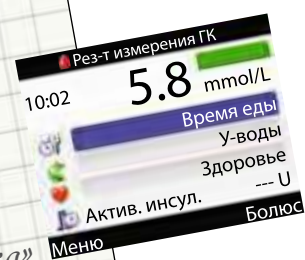 Рез-т измерения ГК
10:02
5.8
mmol/L
Время еды
У-воды
Здоровье
Актив. инсул.
--- U
Меню
Болюс